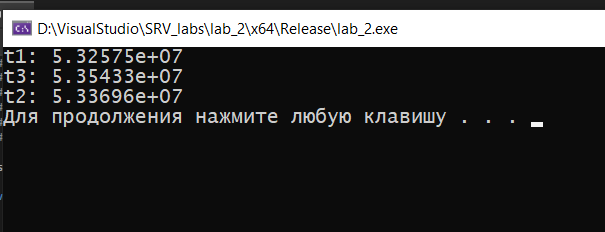 D:\VisualStudio\SRV_labs\lab_2\x64\Release\lab_2.exe
t1: 5.32575e+07
t3: 5.35433e+07
t2: 5.33696e+07
Для продолжения нажмите любую клавишу . . .